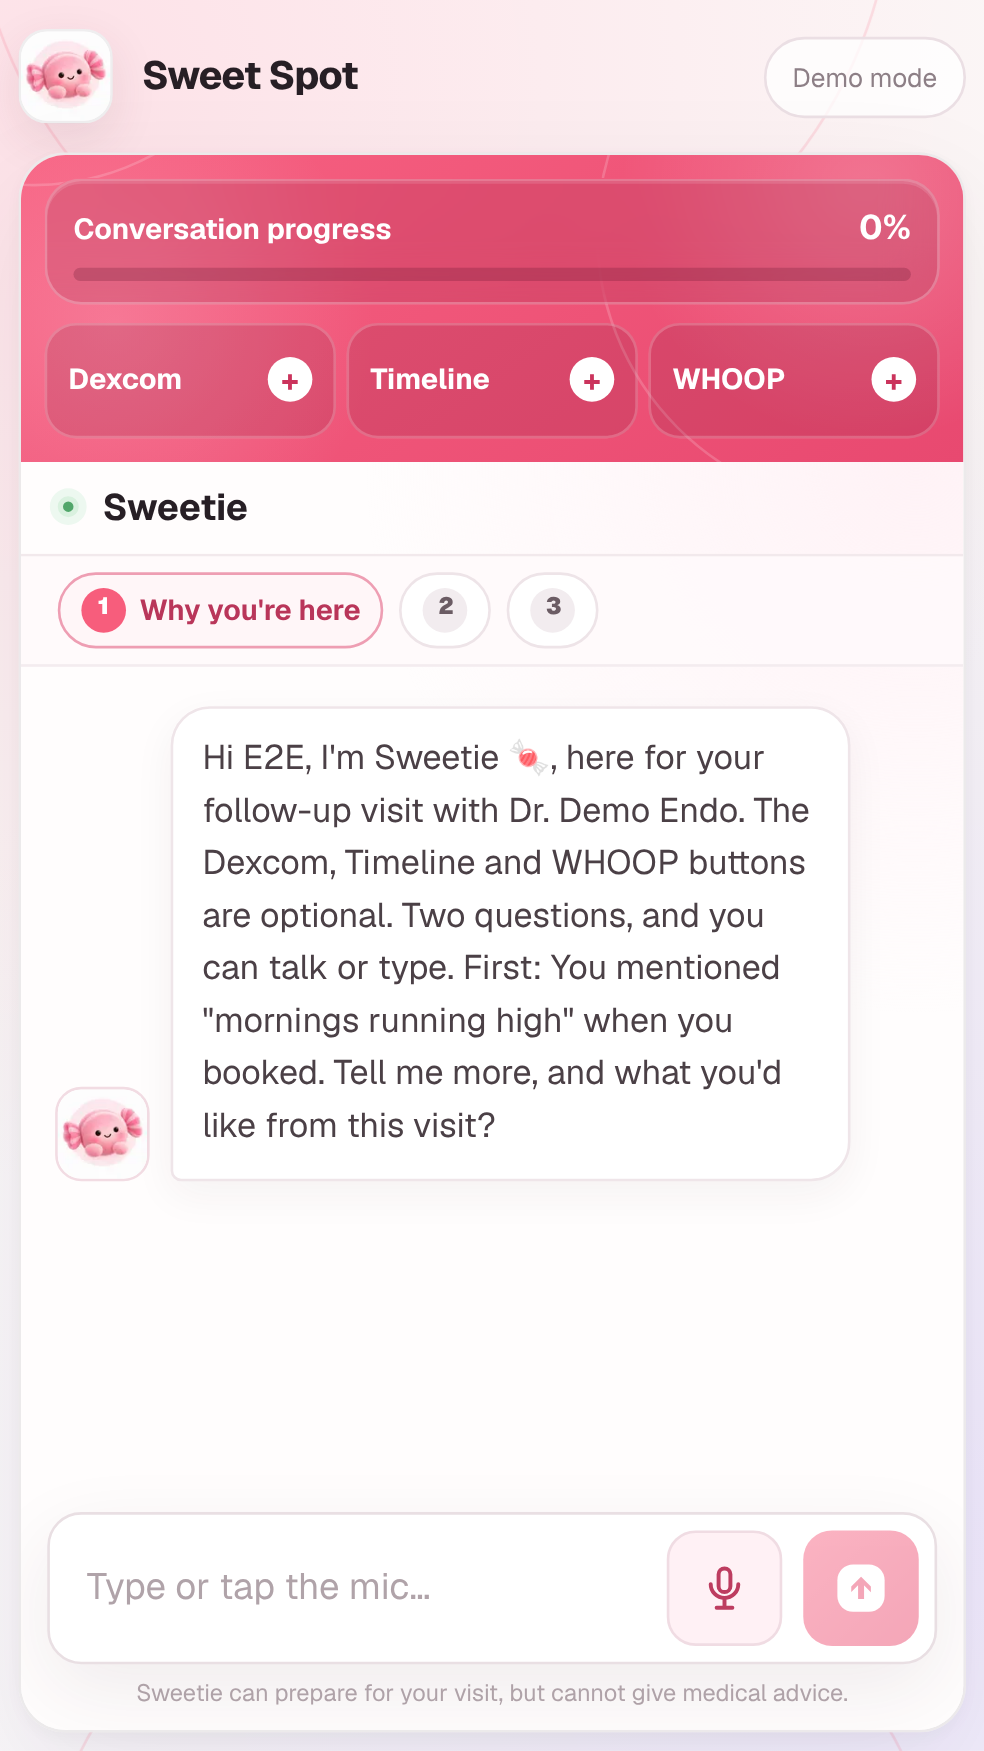 Sweet Spot
Demo mode
Conversation progress
0%
Dexcom +
Timeline +
WHOOP +
Sweetie
1 Why you're here
2
3
Hi E2E, I'm Sweetie 🍬, here for your
follow-up visit with Dr. Demo Endo. The
Dexcom, Timeline and WHOOP buttons
are optional. Two questions, and you
can talk or type. First: You mentioned
"mornings running high" when you
booked. Tell me more, and what you'd
like from this visit?
Type or tap the mic...
Sweetie can prepare for your visit, but cannot give medical advice.